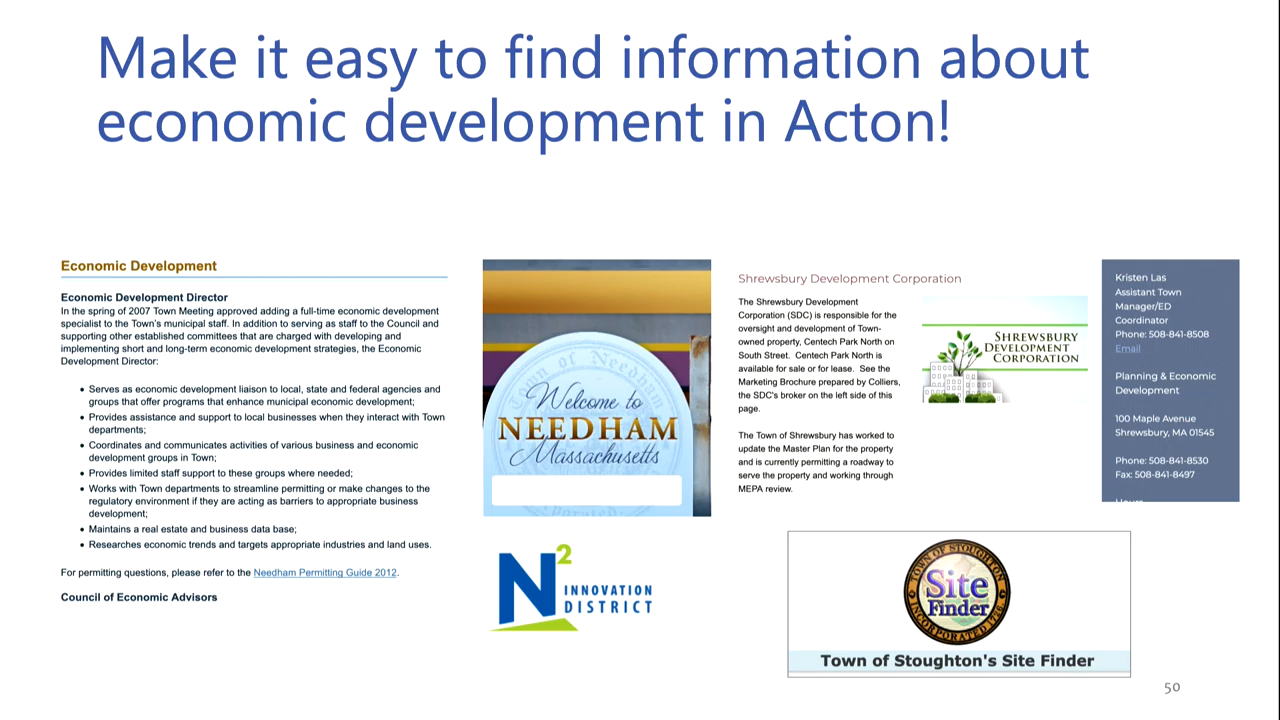 Make it easy to find information about
economic development in Acton!
Economic Development
Economic Development Director
In the spring of 2007 Town Meeting approved adding a full-time economic development
specialist to the Town's municipal staff. In addition to serving as staff to the Council and
supporting other established committees that are charged with developing and
implementing short and long-term economic development strategies, the Economic
Development Director:
• Serves as economic development liaison to local, state and federal agencies and
groups that offer programs that enhance municipal economic development;
• Provides assistance and support to local businesses when they interact with Town
departments;
• Coordinates and communicates activities of various business and economic
development groups in Town;
• Provides limited staff support to these groups where needed;
• Works with Town departments to streamline permitting or make changes to the
regulatory environment if they are acting as barriers to appropriate business
development;
• Maintains a real estate and business data base;
• Researches economic trends and targets appropriate industries and land uses.
For permitting questions, please refer to the Needham Permitting Guide 2012.
Council of Economic Advisors
Town of Needham
Welcome to
NEEDHAM
Massachusetts
N2
INNOVATION
DISTRICT
Shrewsbury Development Corporation
The Shrewsbury Development
Corporation (SDC) is responsible for the
oversight and development of Town-
owned property, Centech Park North on
South Street. Centech Park North is
available for sale or for lease. See the
Marketing Brochure prepared by Colliers,
the SDC's broker on the left side of this
page.
The Town of Shrewsbury has worked to
update the Master Plan for the property
and is currently permitting a roadway to
serve the property and working through
MEPA review.
SHREWSBURY
DEVELOPMENT
CORPORATION
Kristen Las
Assistant Town
Manager/ED
Coordinator
Phone: 508-841-8508
Email
Planning & Economic
Development
100 Maple Avenue
Shrewsbury, MA 01545
Phone: 508-841-8530
Fax: 508-841-8497
TOWN OF STOUGHTON
Site
Finder
INCORPORATED 1726
Town of Stoughton's Site Finder
50